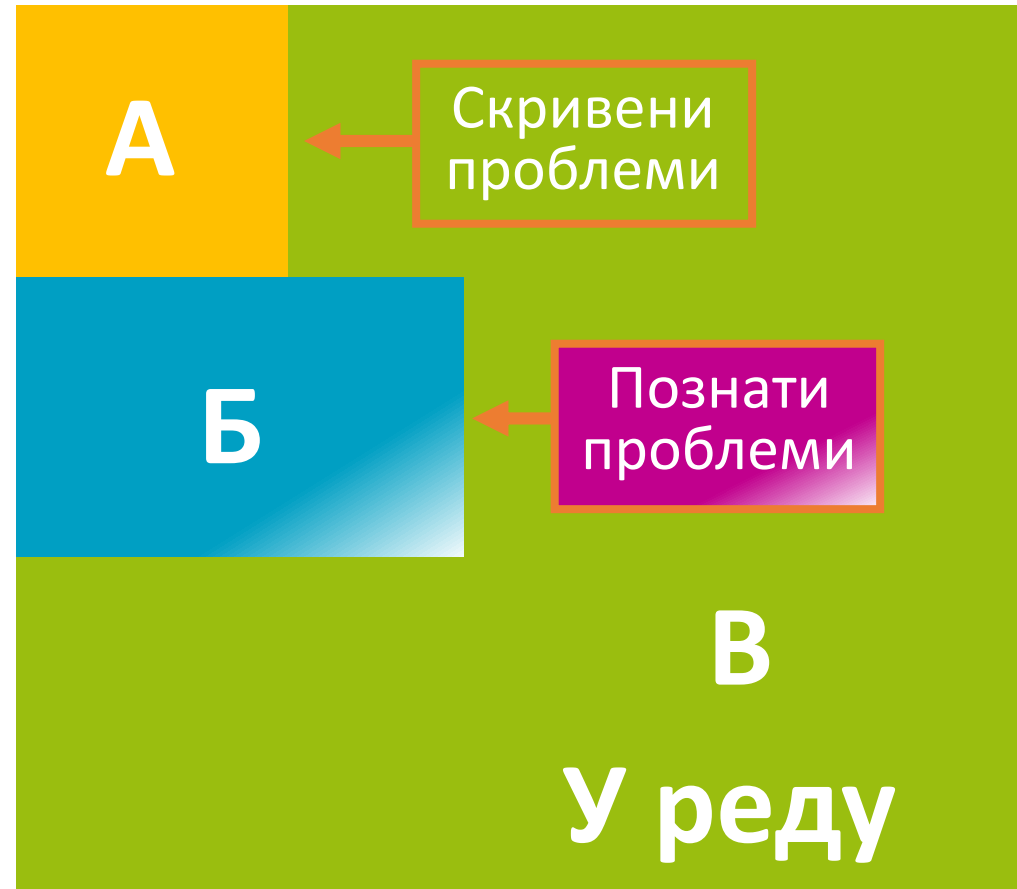 А
Скривени
проблеми
Б
Познати
проблеми
В
У реду